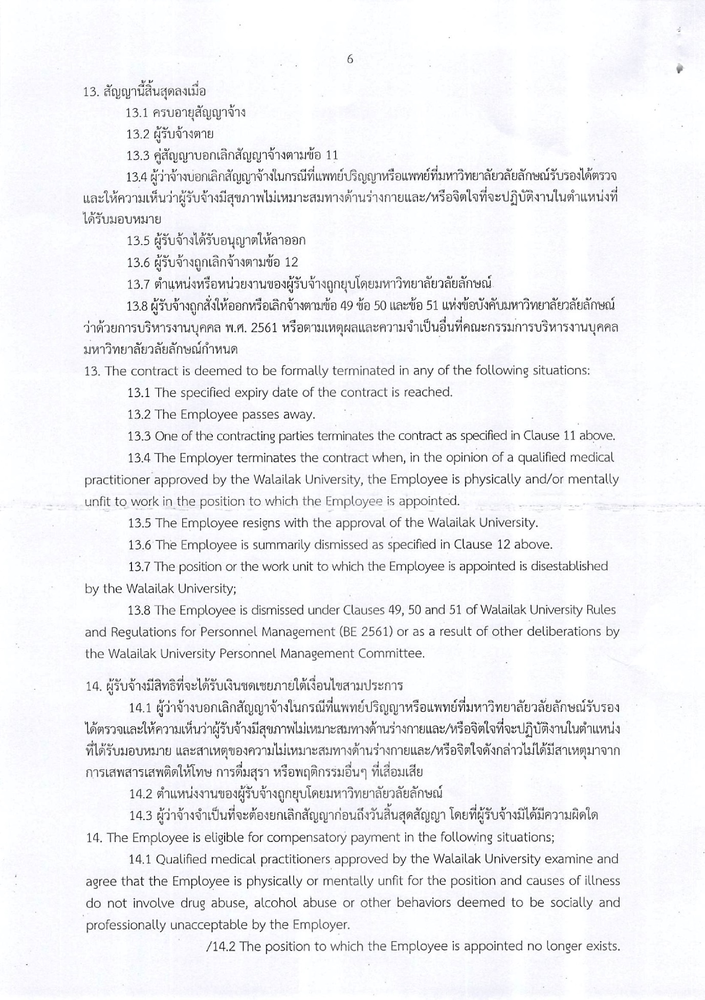 6
13. สัญญานี้สิ้นสุดลงเมื่อ
13.1 ครบอายุสัญญาจ้าง
13.2 ผู้รับจ้างตาย
13.3 คู่สัญญาบอกเลิกสัญญาจ้างตามข้อ 11
13.4 ผู้ว่าจ้างบอกเลิกสัญญาจ้างในกรณีที่แพทย์ปริญญาหรือแพทย์ที่มหาวิทยาลัยวลัยลักษณ์รับรองได้ตรวจ
และให้ความเห็นว่าผู้รับจ้างมีสุขภาพไม่เหมาะสมทางด้านร่างกายและ/หรือจิตใจที่จะปฏิบัติงานในตำแหน่งที่
ได้รับมอบหมาย
13.5 ผู้รับจ้างได้รับอนุญาตให้ลาออก
13.6 ผู้รับจ้างถูกเลิกจ้างตามข้อ 12
13.7 ตำแหน่งหรือหน่วยงานของผู้รับจ้างถูกยุบโดยมหาวิทยาลัยวลัยลักษณ์
13.8 ผู้รับจ้างถูกสั่งให้ออกหรือเลิกจ้างตามข้อ 49 ข้อ 50 และข้อ 51 แห่งข้อบังคับมหาวิทยาลัยวลัยลักษณ์
ว่าด้วยการบริหารงานบุคคล พ.ศ. 2561 หรือตามเหตุผลและความจำเป็นอื่นที่คณะกรรมการบริหารงานบุคคล
มหาวิทยาลัยวลัยลักษณ์กำหนด
13. The contract is deemed to be formally terminated in any of the following situations:
13.1 The specified expiry date of the contract is reached.
13.2 The Employee passes away.
13.3 One of the contracting parties terminates the contract as specified in Clause 11 above.
13.4 The Employer terminates the contract when, in the opinion of a qualified medical
practitioner approved by the Walailak University, the Employee is physically and/or mentally
unfit to work in the position to which the Employee is appointed.
13.5 The Employee resigns with the approval of the Walailak University.
13.6 The Employee is summarily dismissed as specified in Clause 12 above.
13.7 The position or the work unit to which the Employee is appointed is disestablished
by the Walailak University;
13.8 The Employee is dismissed under Clauses 49, 50 and 51 of Walailak University Rules
and Regulations for Personnel Management (BE 2561) or as a result of other deliberations by
the Walailak University Personnel Management Committee.
14. ผู้รับจ้างมีสิทธิที่จะได้รับเงินชดเชยภายใต้เงื่อนไขสามประการ
14.1 ผู้ว่าจ้างบอกเลิกสัญญาจ้างในกรณีที่แพทย์ปริญญาหรือแพทย์ที่มหาวิทยาลัยวลัยลักษณ์รับรอง
ได้ตรวจและให้ความเห็นว่าผู้รับจ้างมีสุขภาพไม่เหมาะสมทางด้านร่างกายและ/หรือจิตใจที่จะปฏิบัติงานในตำแหน่ง
ที่ได้รับมอบหมาย และสาเหตุของความไม่เหมาะสมทางด้านร่างกายและ/หรือจิตใจดังกล่าวไม่ได้มีสาเหตุมาจาก
การเสพสารเสพติดให้โทษ การดื่มสุรา หรือพฤติกรรมอื่นๆ ที่เสื่อมเสีย
14.2 ตำแหน่งงานของผู้รับจ้างถูกยุบโดยมหาวิทยาลัยวลัยลักษณ์
14.3 ผู้ว่าจ้างจำเป็นที่จะต้องยกเลิกสัญญาก่อนถึงวันสิ้นสุดสัญญา โดยที่ผู้รับจ้างมิได้มีความผิดใด
14. The Employee is eligible for compensatory payment in the following situations;
14.1 Qualified medical practitioners approved by the Walailak University examine and
agree that the Employee is physically or mentally unfit for the position and causes of illness
do not involve drug abuse, alcohol abuse or other behaviors deemed to be socially and
professionally unacceptable by the Employer.
/14.2 The position to which the Employee is appointed no longer exists.